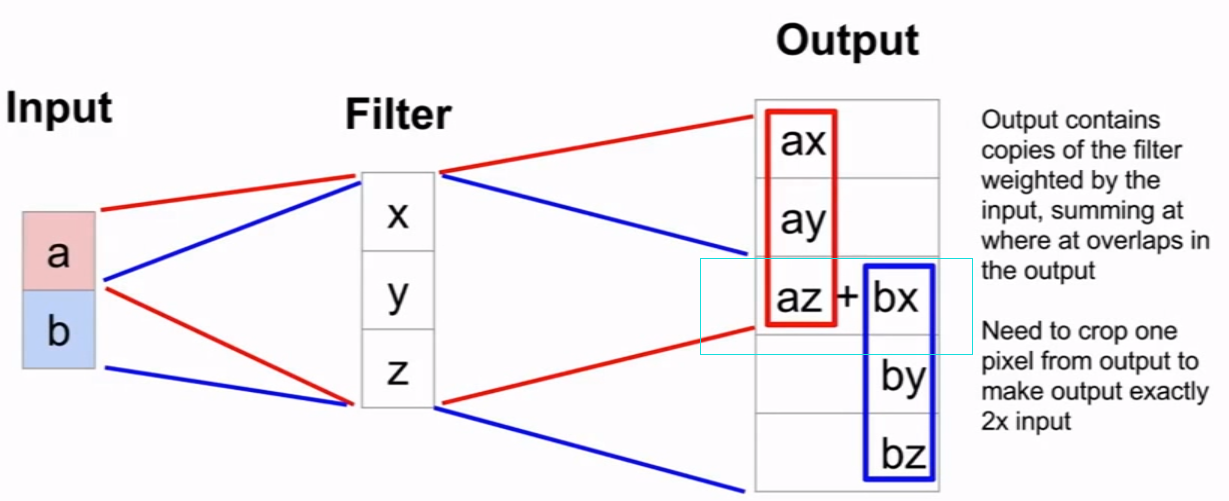 Input
a
b
Filter
x
y
z
Output
ax
ay
az + bx
by
bz
Output contains
copies of the filter
weighted by the
input, summing at
where at overlaps in
the output
Need to crop one
pixel from output to
make output exactly
2x input